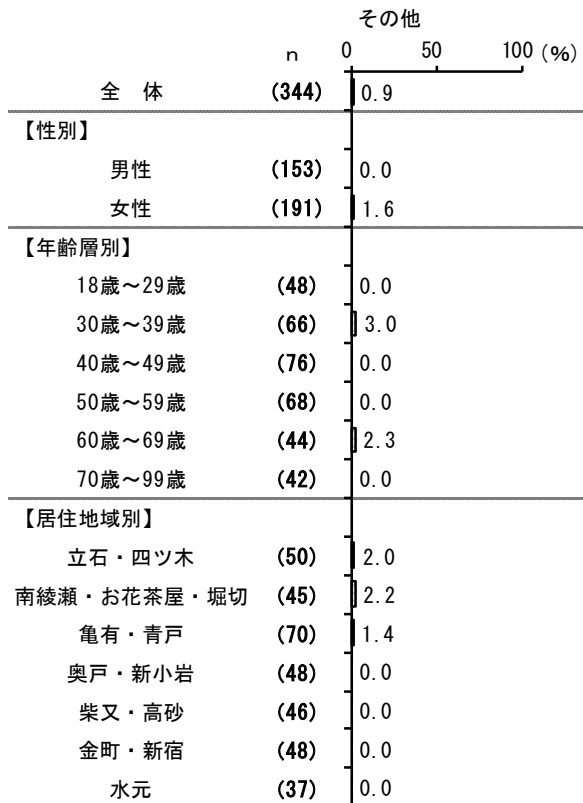 その他
n 0 50 100 (%)
全 体 (344) 0.9
【性別】
男性 (153) 0.0
女性 (191) 1.6
【年齢層別】
18歳～29歳 (48) 0.0
30歳～39歳 (66) 3.0
40歳～49歳 (76) 0.0
50歳～59歳 (68) 0.0
60歳～69歳 (44) 2.3
70歳～99歳 (42) 0.0
【居住地域別】
立石・四ツ木 (50) 2.0
南綾瀬・お花茶屋・堀切 (45) 2.2
亀有・青戸 (70) 1.4
奥戸・新小岩 (48) 0.0
柴又・高砂 (46) 0.0
金町・新宿 (48) 0.0
水元 (37) 0.0